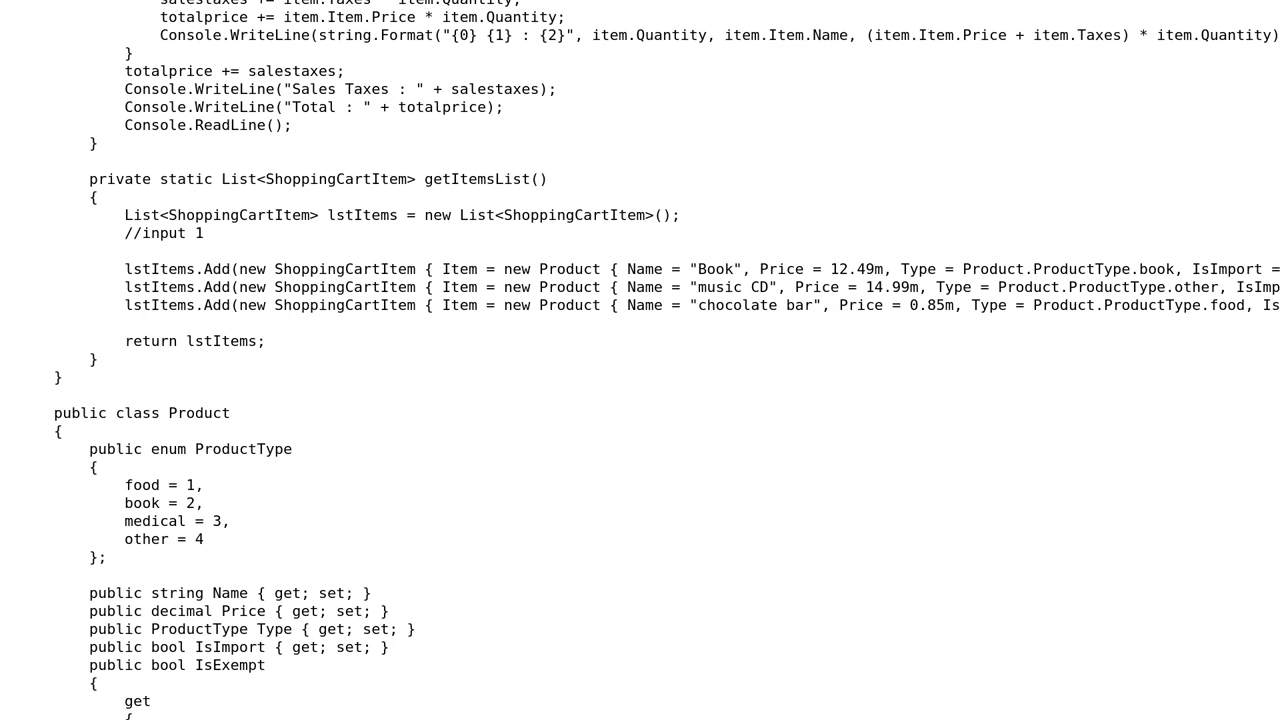 salestaxes += item.Taxes * item.Quantity;
totalprice += item.Item.Price * item.Quantity;
Console.WriteLine(string.Format("{0} {1} : {2}", item.Quantity, item.Item.Name, (item.Item.Price + item.Taxes) * item.Quantity)
}
totalprice += salestaxes;
Console.WriteLine("Sales Taxes : " + salestaxes);
Console.WriteLine("Total : " + totalprice);
Console.ReadLine();
}
private static List<ShoppingCartItem> getItemsList()
{
List<ShoppingCartItem> lstItems = new List<ShoppingCartItem>();
//input 1
lstItems.Add(new ShoppingCartItem { Item = new Product { Name = "Book", Price = 12.49m, Type = Product.ProductType.book, IsImport =
lstItems.Add(new ShoppingCartItem { Item = new Product { Name = "music CD", Price = 14.99m, Type = Product.ProductType.other, IsImp
lstItems.Add(new ShoppingCartItem { Item = new Product { Name = "chocolate bar", Price = 0.85m, Type = Product.ProductType.food, Is
return lstItems;
}
}
public class Product
{
public enum ProductType
{
food = 1,
book = 2,
medical = 3,
other = 4
};
public string Name { get; set; }
public decimal Price { get; set; }
public ProductType Type { get; set; }
public bool IsImport { get; set; }
public bool IsExempt
{
get
{